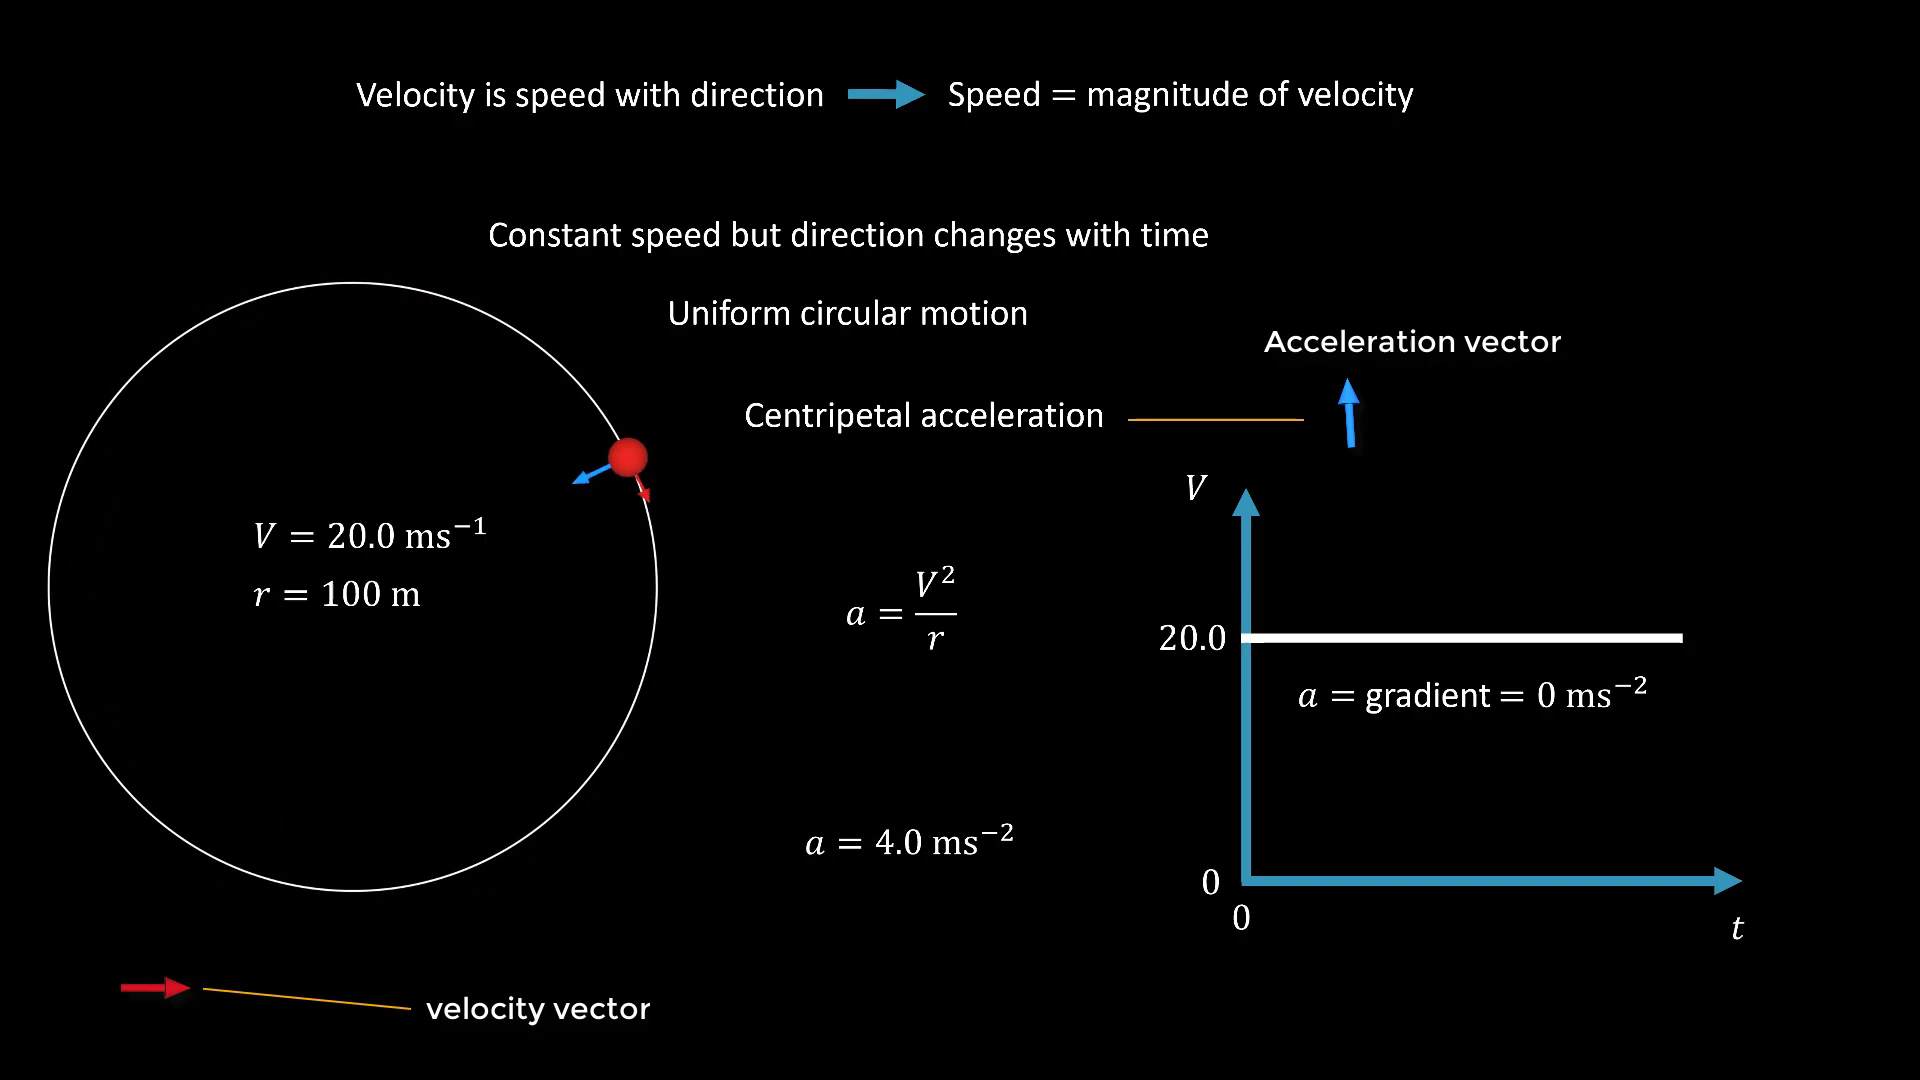 Velocity is speed with direction
Speed = magnitude of velocity
Constant speed but direction changes with time
Uniform circular motion
Acceleration vector
Centripetal acceleration
V
V = 20.0 ms⁻¹
r = 100 m
a = V²/r
20.0
a = gradient = 0 ms⁻²
a = 4.0 ms⁻²
0
0
t
velocity vector